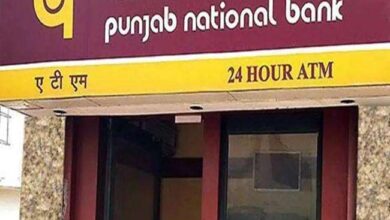 punjab national bank
ए टी एम 24 HOUR ATM